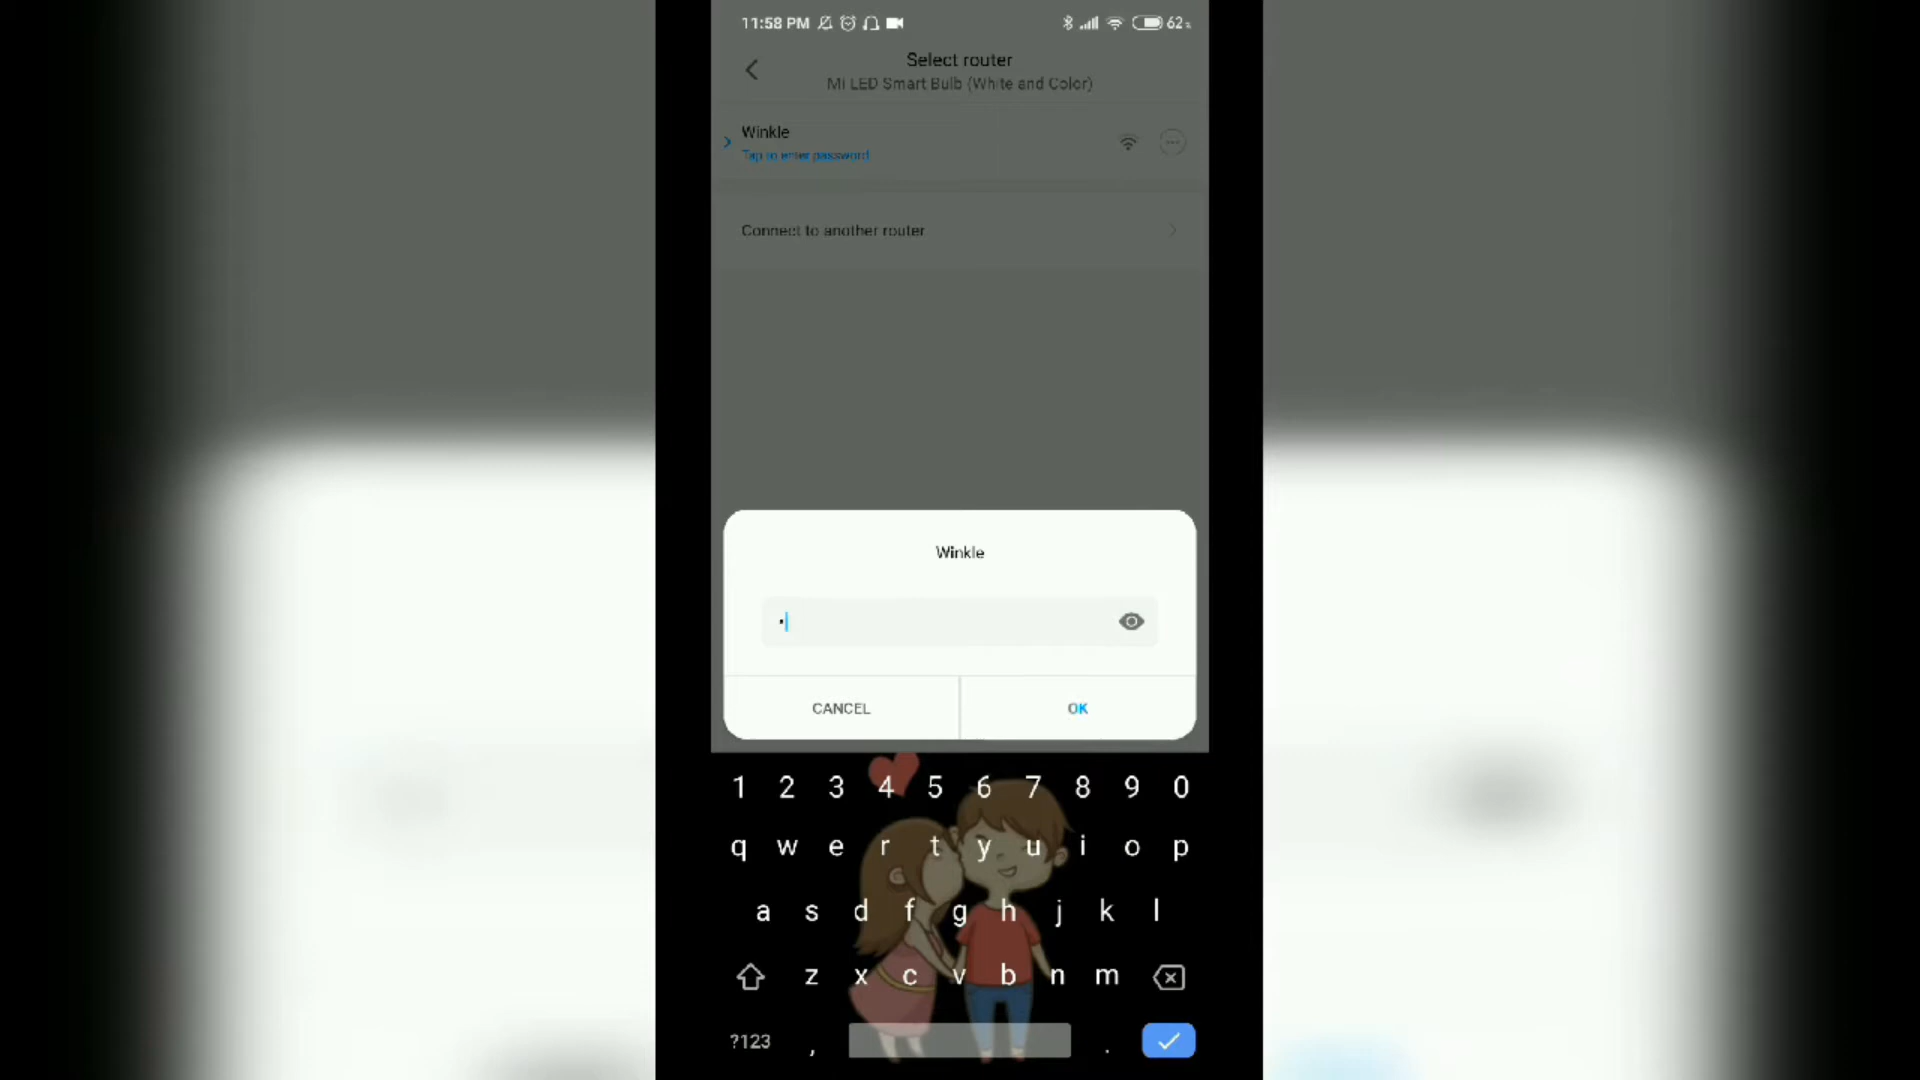 11:58 PM 62%
Select router
Mi LED Smart Bulb (White and Color)
Winkle
Tap to enter password
Connect to another router
Winkle
CANCEL OK
1 2 3 4 5 6 7 8 9 0
q w e r t y u i o p
a s d f g h j k l
z x c v b n m
?123 , .